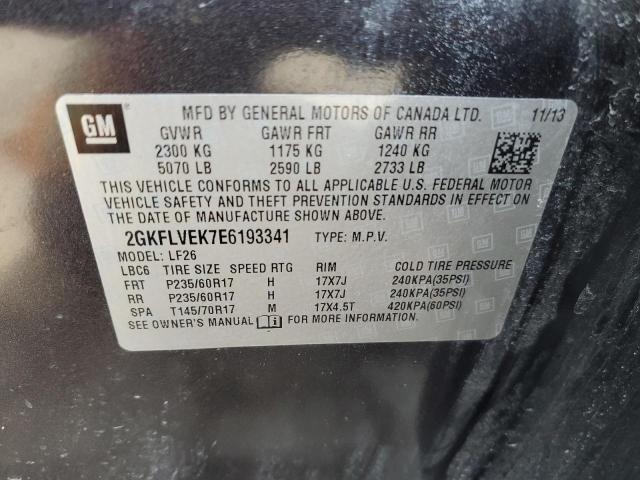 GM
MFD BY GENERAL MOTORS OF CANADA LTD. 11/13
GVWR GAWR FRT GAWR RR
2300 KG 1175 KG 1240 KG
5070 LB 2590 LB 2733 LB
THIS VEHICLE CONFORMS TO ALL APPLICABLE U.S. FEDERAL MOTOR
VEHICLE SAFETY AND THEFT PREVENTION STANDARDS IN EFFECT ON
THE DATE OF MANUFACTURE SHOWN ABOVE.
2GKFLVEK7E6193341 TYPE: M.P.V.
MODEL: LF26
LBC6 TIRE SIZE SPEED RTG RIM COLD TIRE PRESSURE
FRT P235/60R17 H 17X7J 240KPA(35PSI)
RR P235/60R17 H 17X7J 240KPA(35PSI)
SPA T145/70R17 M 17X4.5T 420KPA(60PSI)
SEE OWNER'S MANUAL FOR MORE INFORMATION.